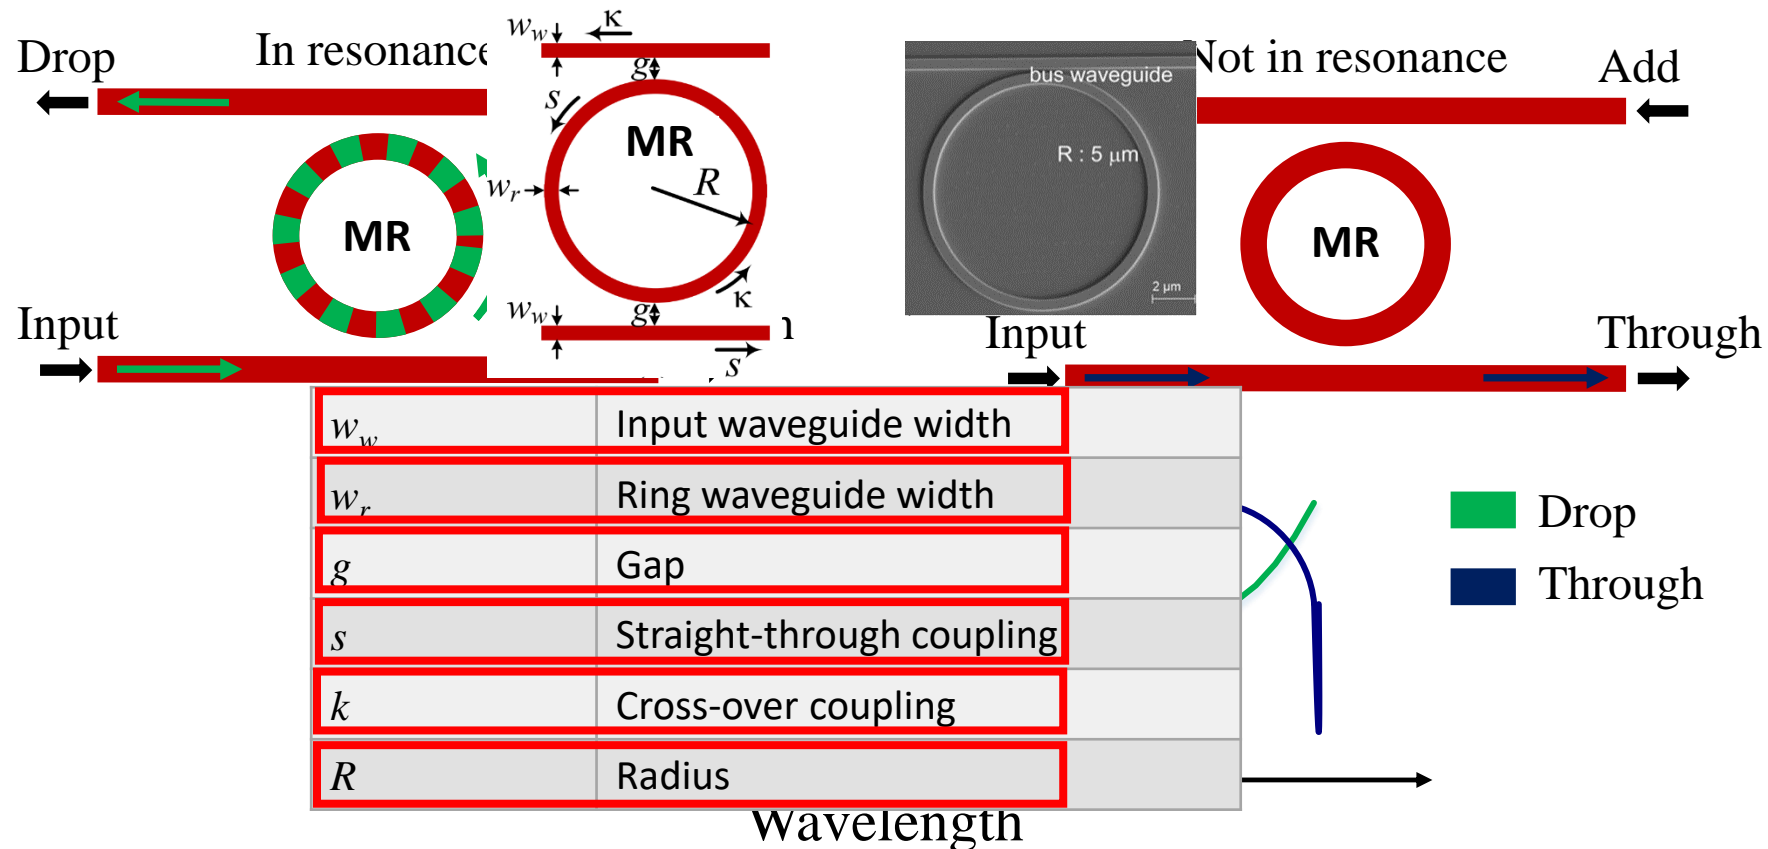 Drop
In resonance
w_w
κ
g
s
MR
w_r
R
κ
w_w
g
s
MR
Input
bus waveguide
R : 5 μm
2 μm
Not in resonance
Add
MR
Input
Through
w_w Input waveguide width
w_r Ring waveguide width
g Gap
s Straight-through coupling
k Cross-over coupling
R Radius
Drop
Through
Wavelength